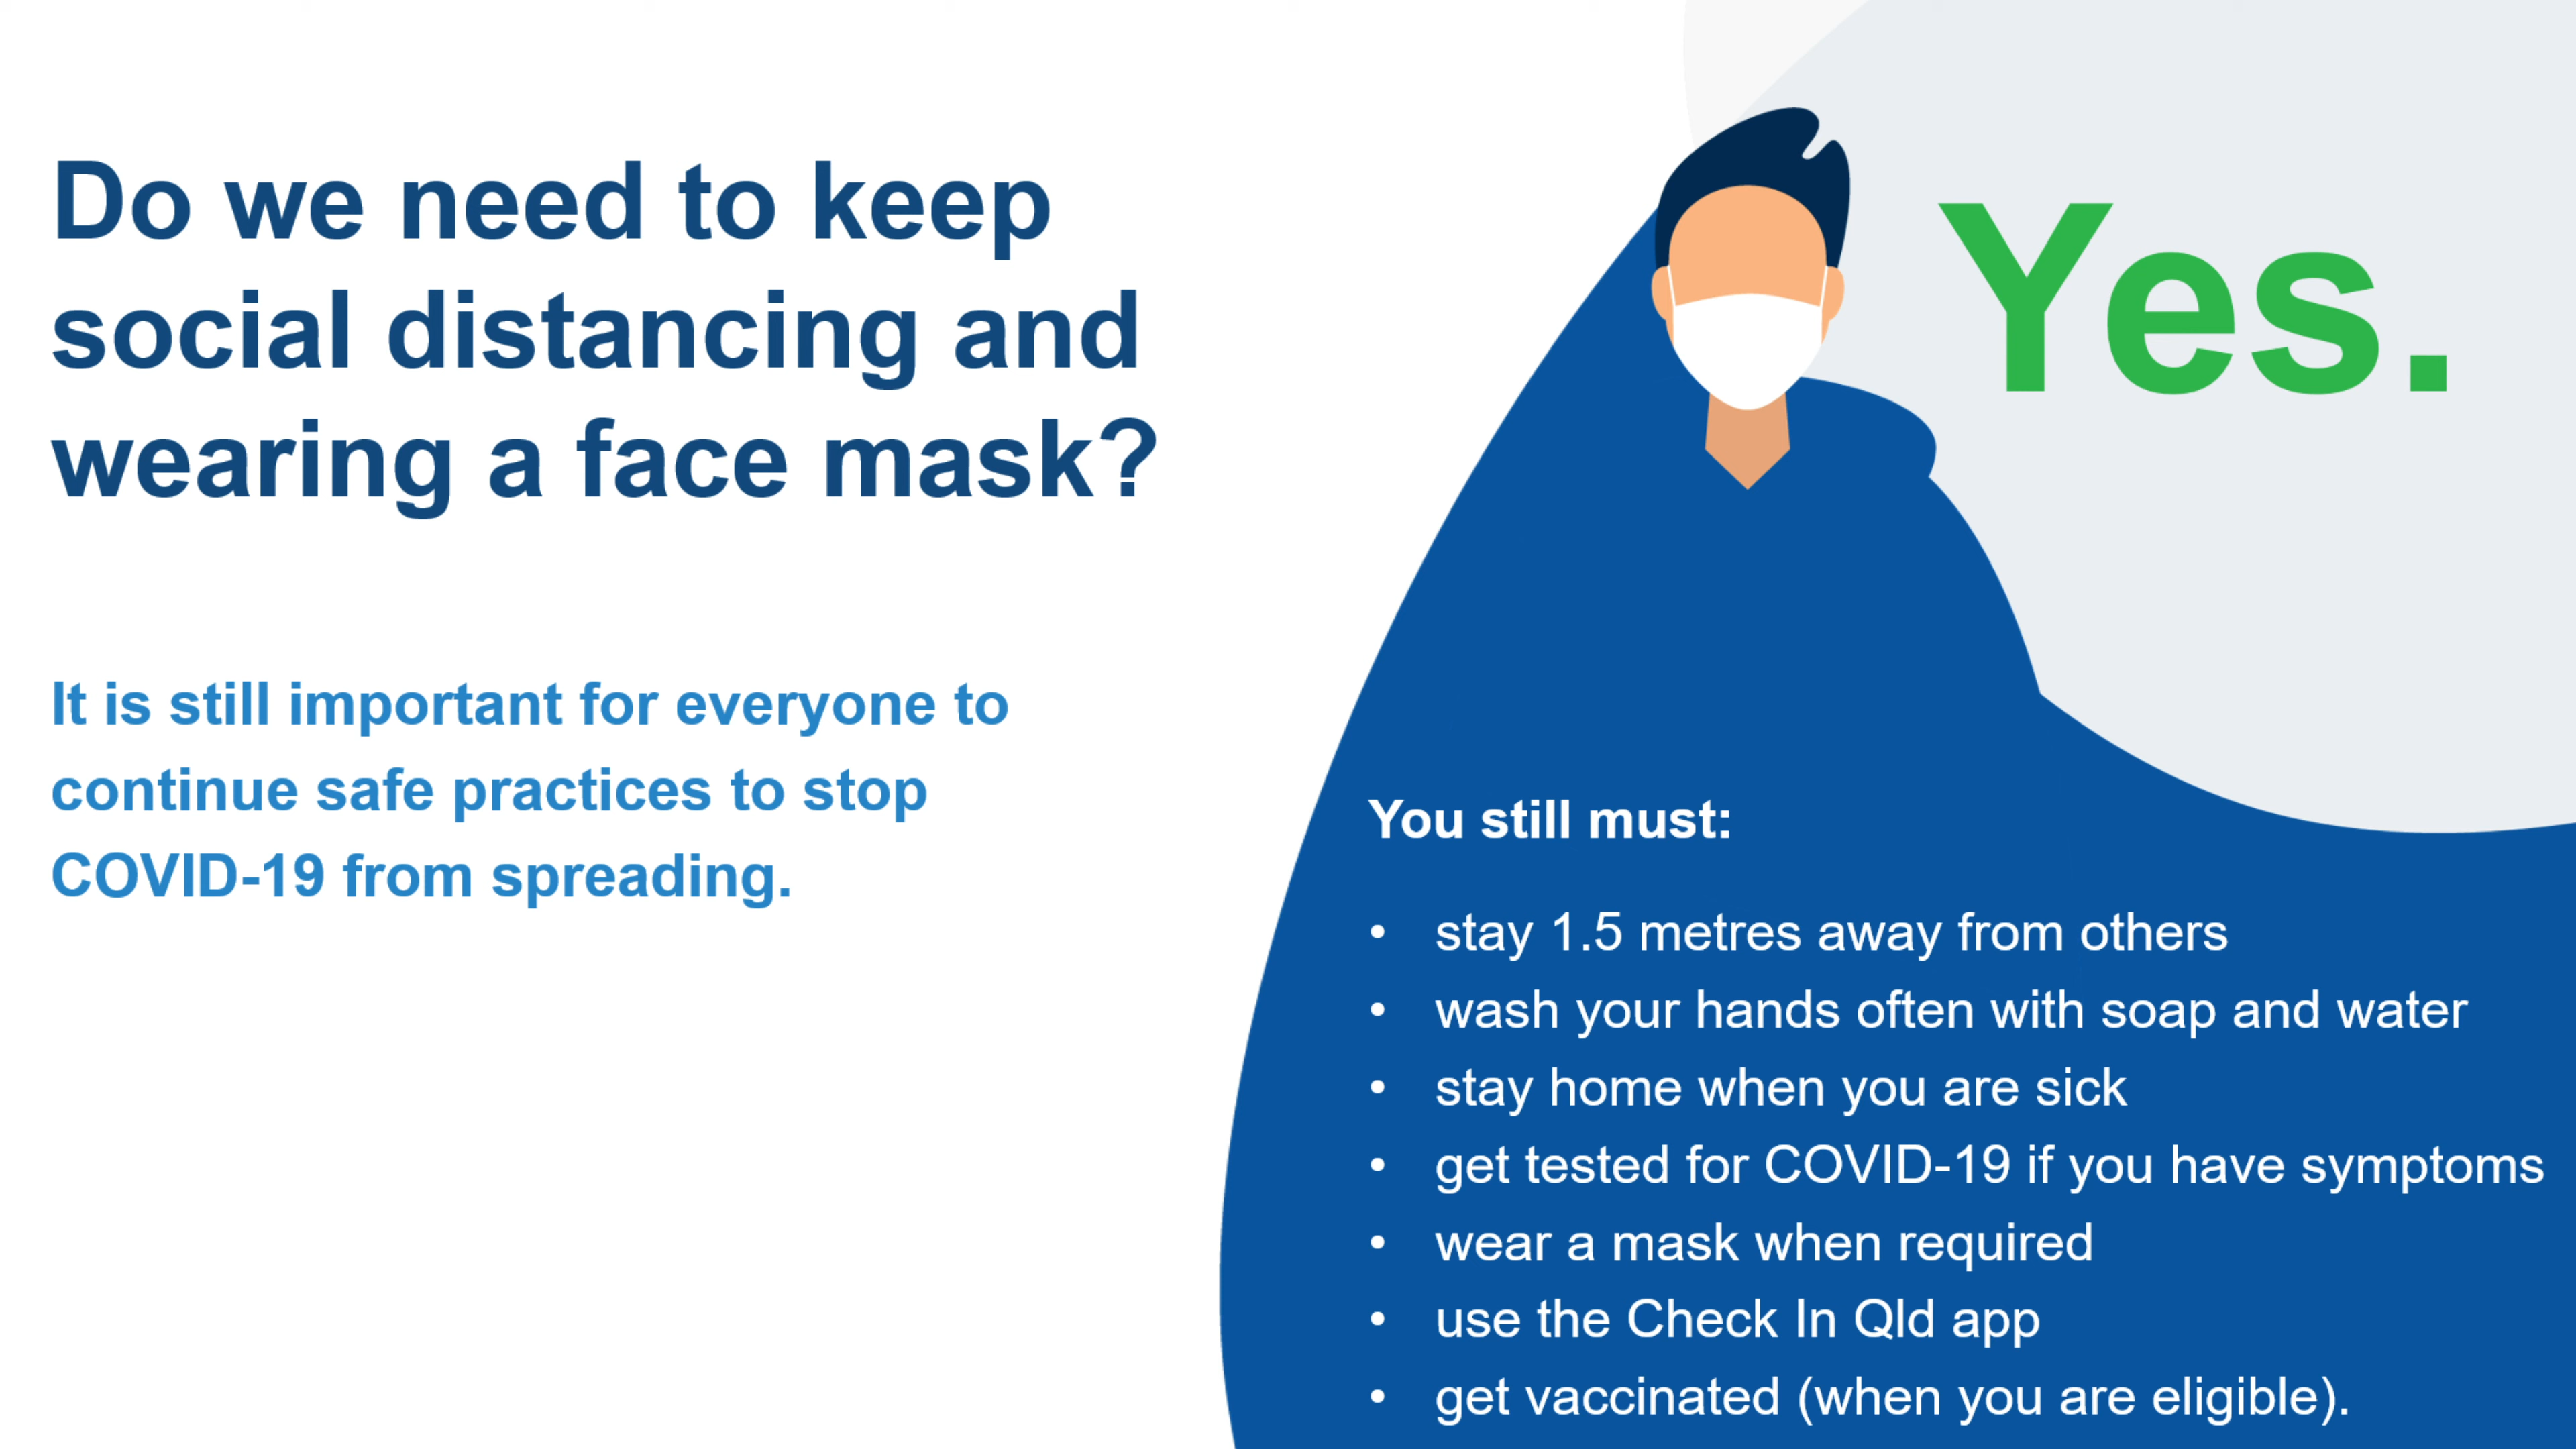 Do we need to keep
social distancing and
wearing a face mask?
It is still important for everyone to
continue safe practices to stop
COVID-19 from spreading.
Yes.
You still must:
• stay 1.5 metres away from others
• wash your hands often with soap and water
• stay home when you are sick
• get tested for COVID-19 if you have symptoms
• wear a mask when required
• use the Check In Qld app
• get vaccinated (when you are eligible).